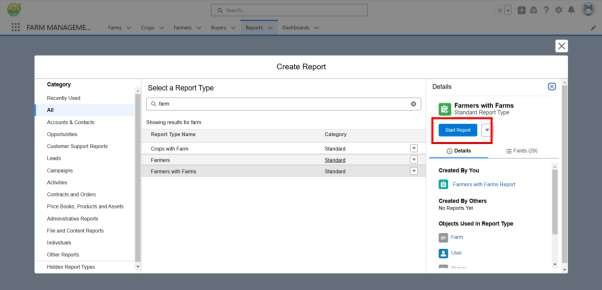 Search...
FARM MANAGEME...
Farms
Crops
Farmers
Buyers
Reports
Dashboards
Create Report
Category
Recently Used
All
Accounts & Contacts
Opportunities
Customer Support Reports
Leads
Campaigns
Activities
Contracts and Orders
Price Books, Products and Assets
Administrative Reports
File and Content Reports
Individuals
Other Reports
Hidden Report Types
Select a Report Type
farm
Showing results for farm
Report Type Name Category
Crops with Farm Standard
Farmers Standard
Farmers with Farms Standard
Details
Farmers with Farms
Standard Report Type
Start Report
Details Fields (29)
Created By You
Farmers with Farms Report
Created By Others
No Reports Yet
Objects Used in Report Type
Farm
User